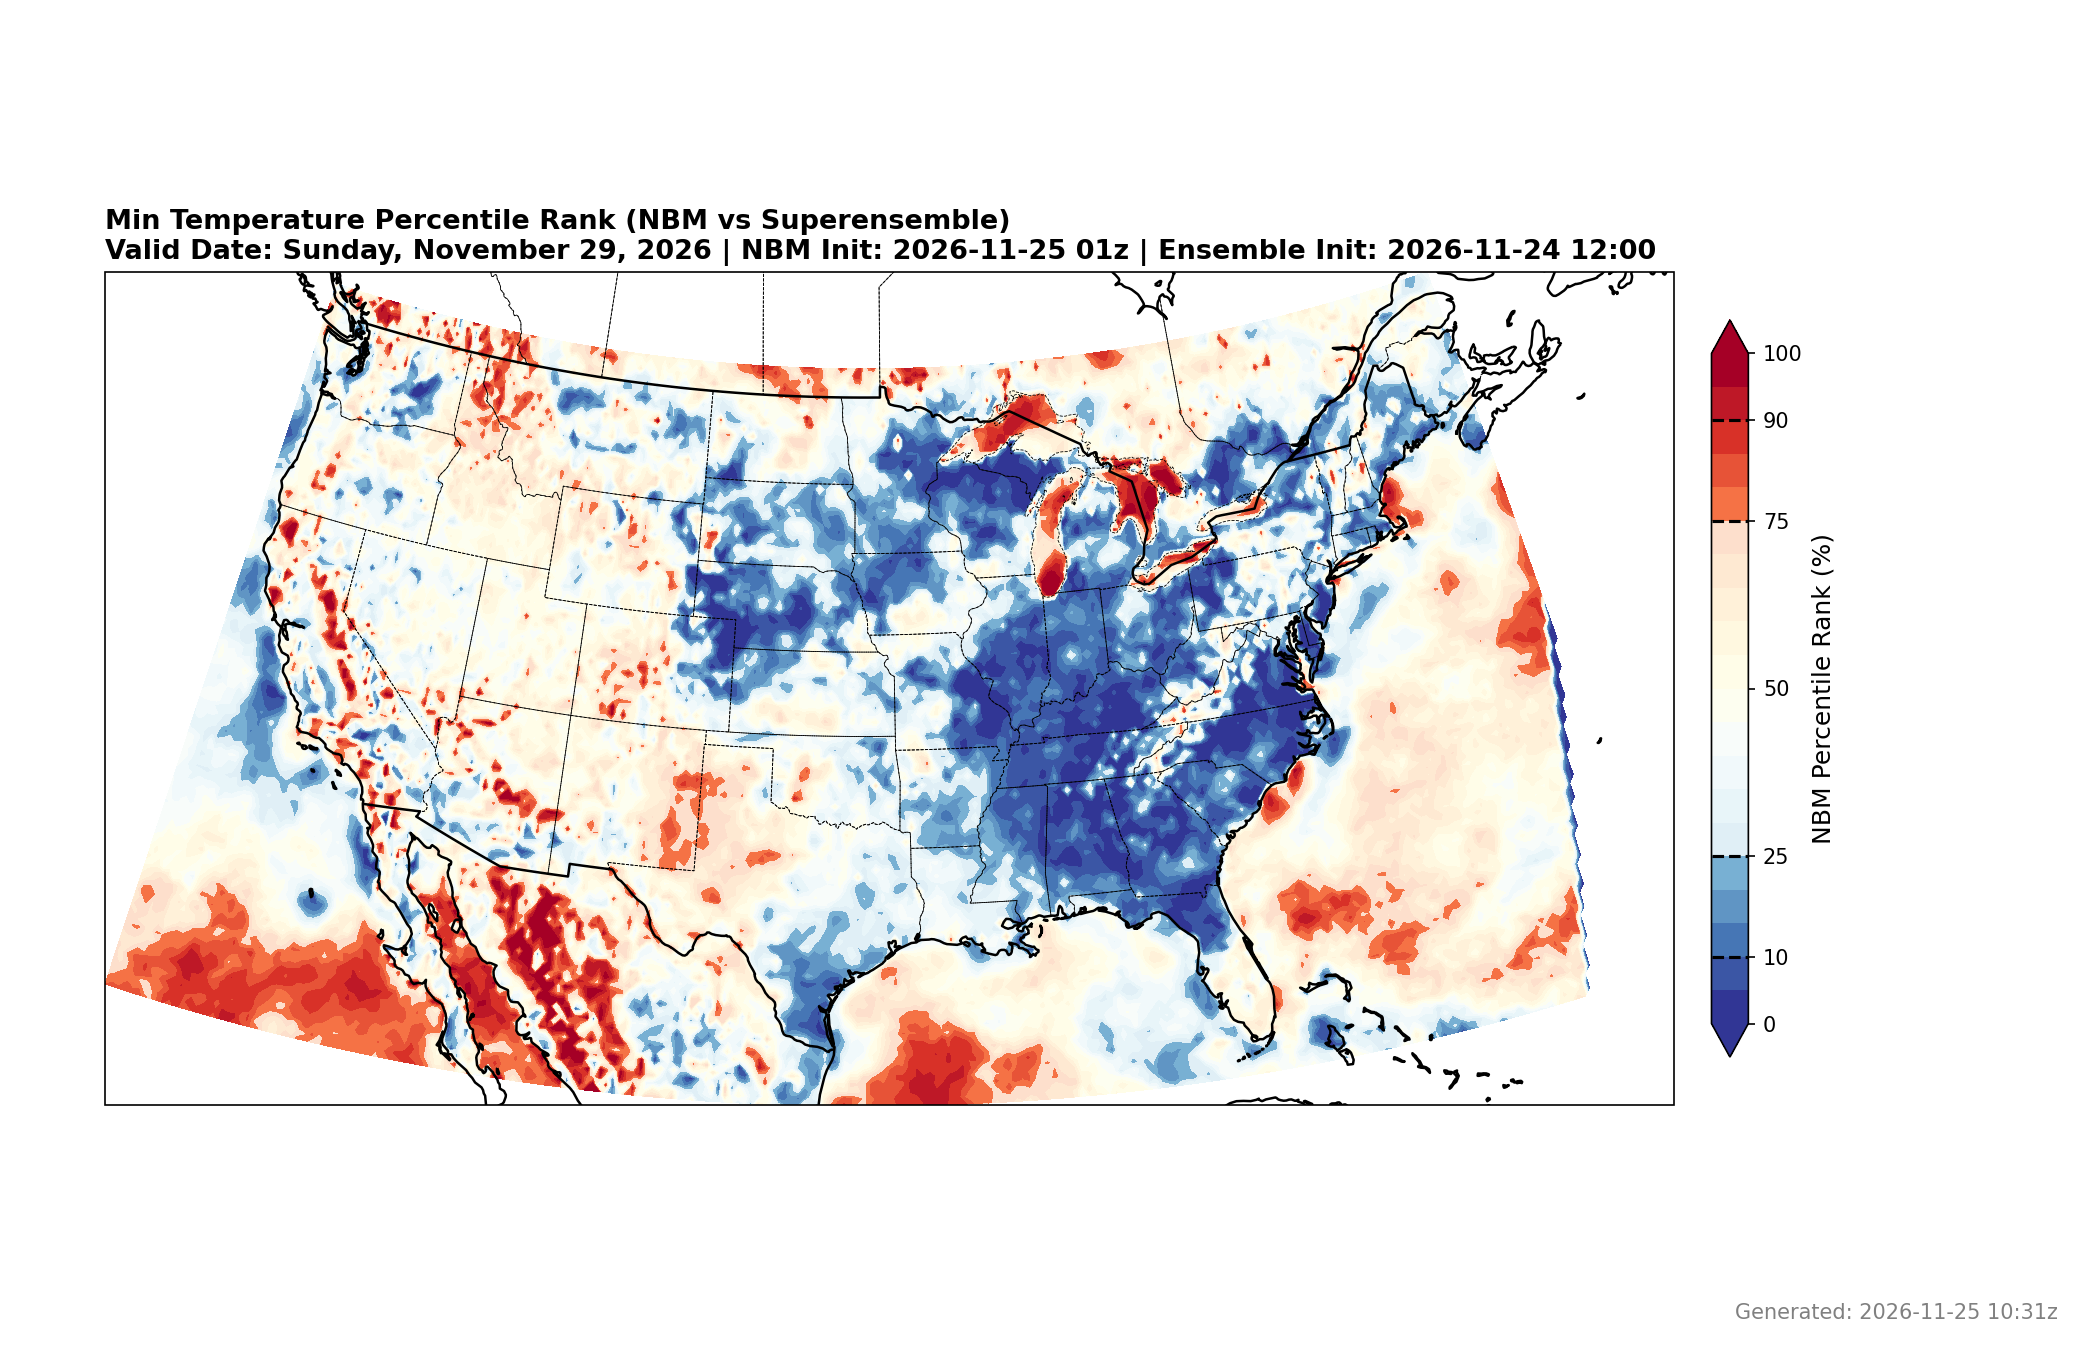 Min Temperature Percentile Rank (NBM vs Superensemble)
Valid Date: Sunday, November 29, 2026 | NBM Init: 2026-11-25 01z | Ensemble Init: 2026-11-24 12:00
100
90
75
50
25
10
0
NBM Percentile Rank (%)
Generated: 2026-11-25 10:31z